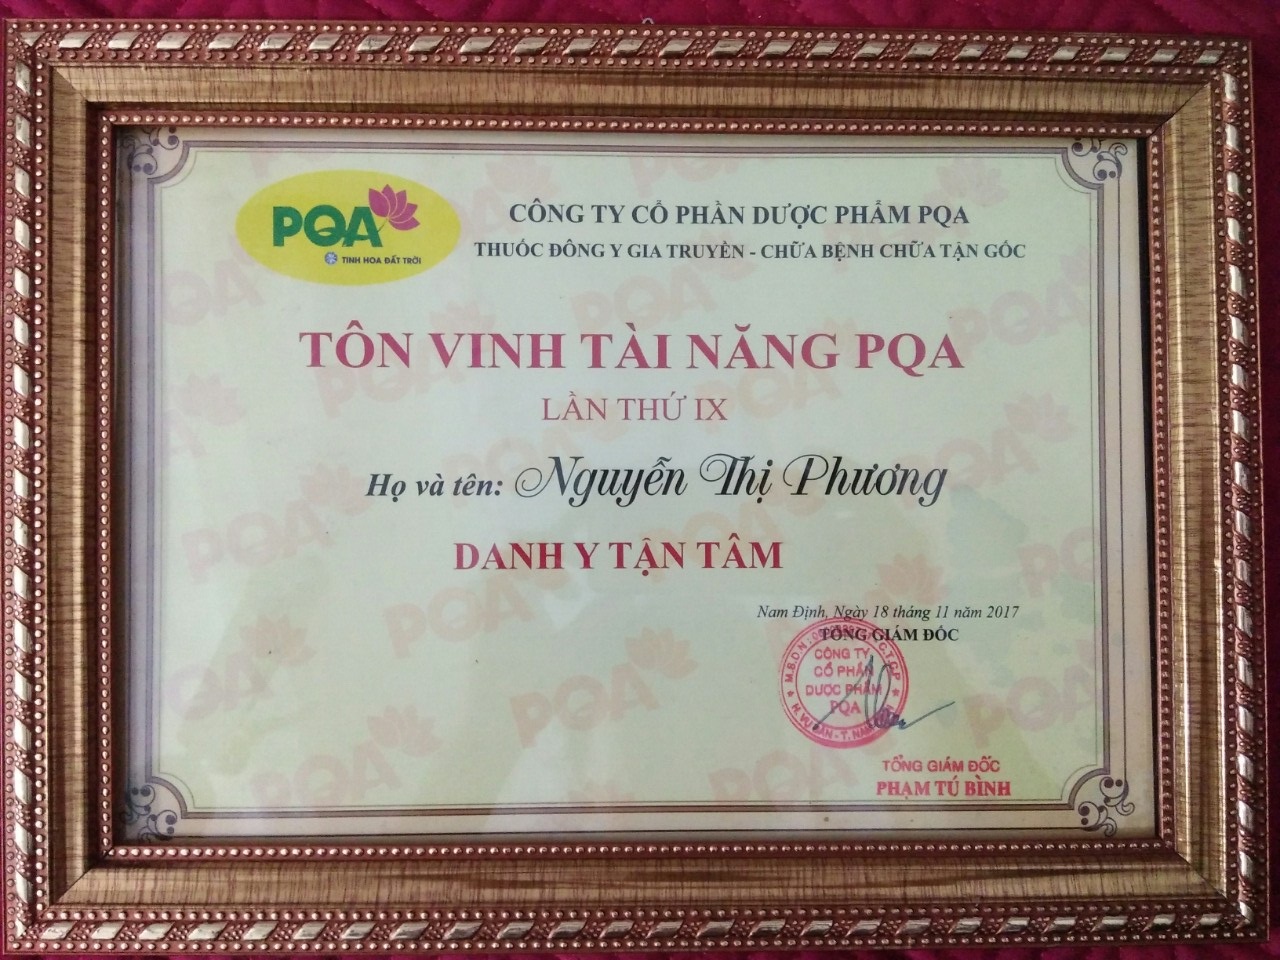 PQA
TINH HOA ĐẤT TRỜI
CÔNG TY CỔ PHẦN DƯỢC PHẨM PQA
THUỐC ĐÔNG Y GIA TRUYỀN - CHỮA BỆNH CHỮA TẬN GỐC
TÔN VINH TÀI NĂNG PQA
LẦN THỨ IX
Họ và tên: Nguyễn Thị Phương
DANH Y TẬN TÂM
Nam Định, Ngày 18 tháng 11 năm 2017
TỔNG GIÁM ĐỐC
CÔNG TY
CỔ PHẦN
DƯỢC PHẨM
PQA
TỔNG GIÁM ĐỐC
PHẠM TÚ BÌNH